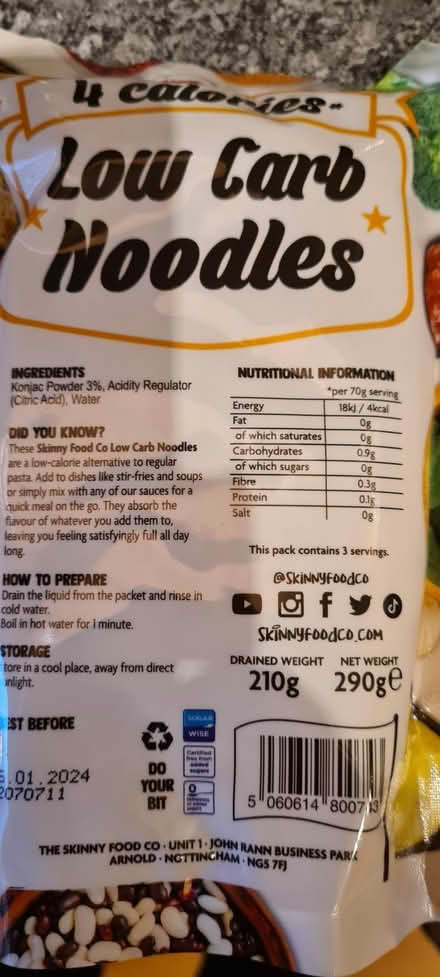 4 calories*
Low Carb
Noodles
INGREDIENTS
Konjac Powder 3%, Acidity Regulator
(Citric Acid), Water
DID YOU KNOW?
These Skinny Food Co Low Carb Noodles
are a low-calorie alternative to regular
pasta. Add to dishes like stir-fries and soups
or simply mix with any of our sauces for a
quick meal on the go. They absorb the
flavour of whatever you add them to,
leaving you feeling satisfyingly full all day
long.
HOW TO PREPARE
Drain the liquid from the packet and rinse in
cold water.
Boil in hot water for 1 minute.
STORAGE
tore in a cool place, away from direct
nlight.
EST BEFORE
.01.2024
2070711
NUTRITIONAL INFORMATION
*per 70g serving
Energy 18kJ / 4kcal
Fat 0g
of which saturates 0g
Carbohydrates 0.9g
of which sugars 0g
Fibre 0.3g
Protein 0.1g
Salt 0g
This pack contains 3 servings.
@SKINNYFOODCO
SKINNYFOODCO.COM
DRAINED WEIGHT NET WEIGHT
210g 290g℮
DO
YOUR
BIT
SUGAR
WISE
Certified
free from
added
sugars
5 060614 8007
THE SKINNY FOOD CO · UNIT 1 · JOHN RANN BUSINESS PARK
ARNOLD · NOTTINGHAM · NG5 7FJ